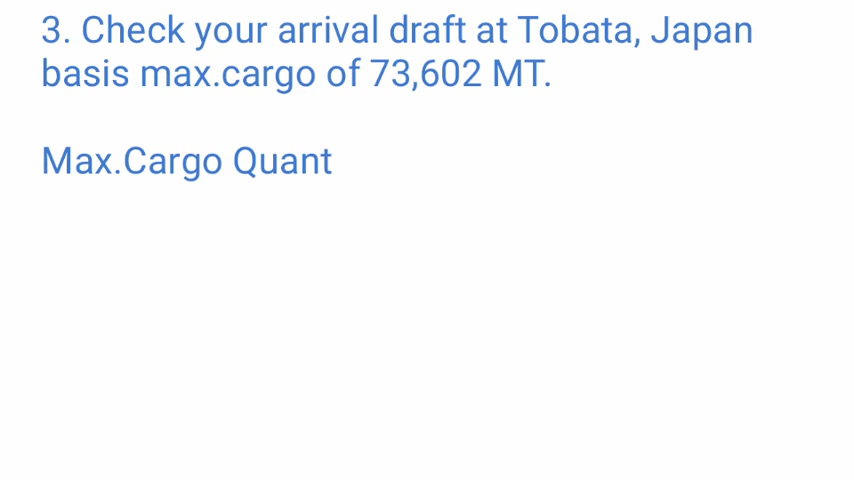 3. Check your arrival draft at Tobata, Japan
basis max.cargo of 73,602 MT.
Max.Cargo Quant